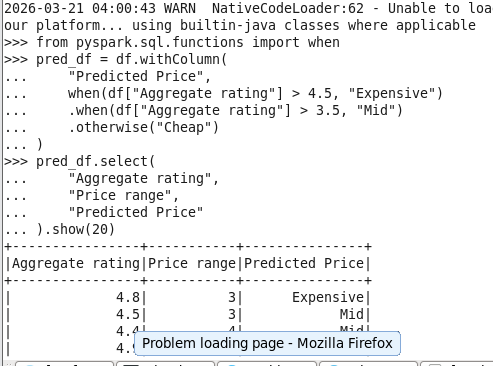 2026-03-21 04:00:43 WARN  NativeCodeLoader:62 - Unable to loa
our platform... using builtin-java classes where applicable
>>> from pyspark.sql.functions import when
>>> pred_df = df.withColumn(
...     "Predicted Price",
...     when(df["Aggregate rating"] > 4.5, "Expensive")
...     .when(df["Aggregate rating"] > 3.5, "Mid")
...     .otherwise("Cheap")
... )
>>> pred_df.select(
...     "Aggregate rating",
...     "Price range",
...     "Predicted Price"
... ).show(20)
+----------------+-----------+---------------+
|Aggregate rating|Price range|Predicted Price|
+----------------+-----------+---------------+
|             4.8|          3|      Expensive|
|             4.5|          3|            Mid|
|             4.4|          4|            Mid|
|             4.
Problem loading page - Mozilla Firefox